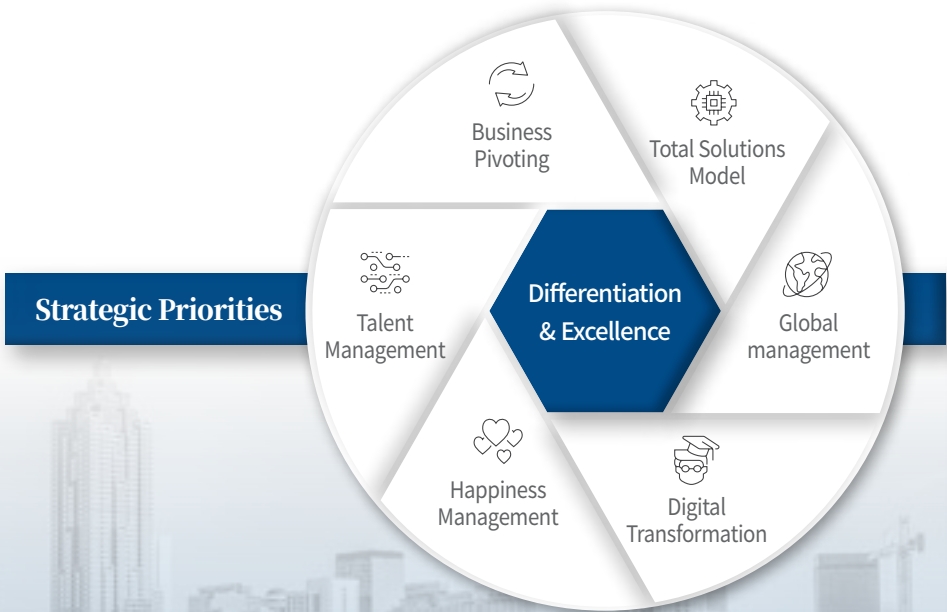 Business
Pivoting
Total Solutions
Model
Strategic Priorities
Differentiation
& Excellence
Talent
Management
Global
management
Happiness
Management
Digital
Transformation